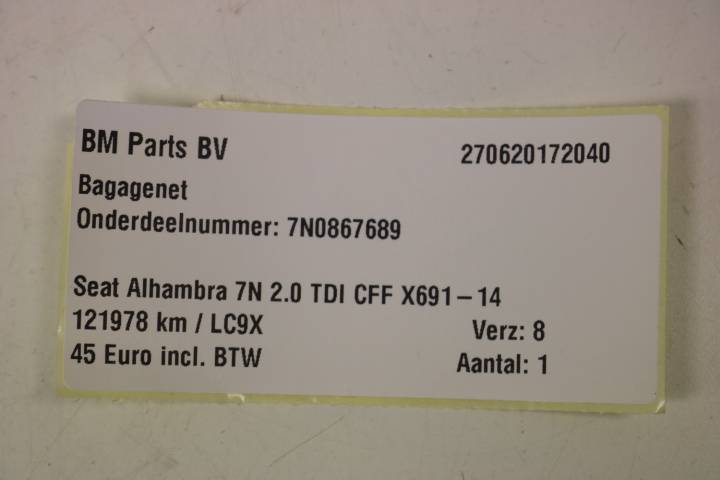 BM Parts BV 270620172040
Bagagenet
Onderdeelnummer: 7N0867689
Seat Alhambra 7N 2.0 TDI CFF X691-14
121978 km / LC9X Verz: 8
45 Euro incl. BTW Aantal: 1